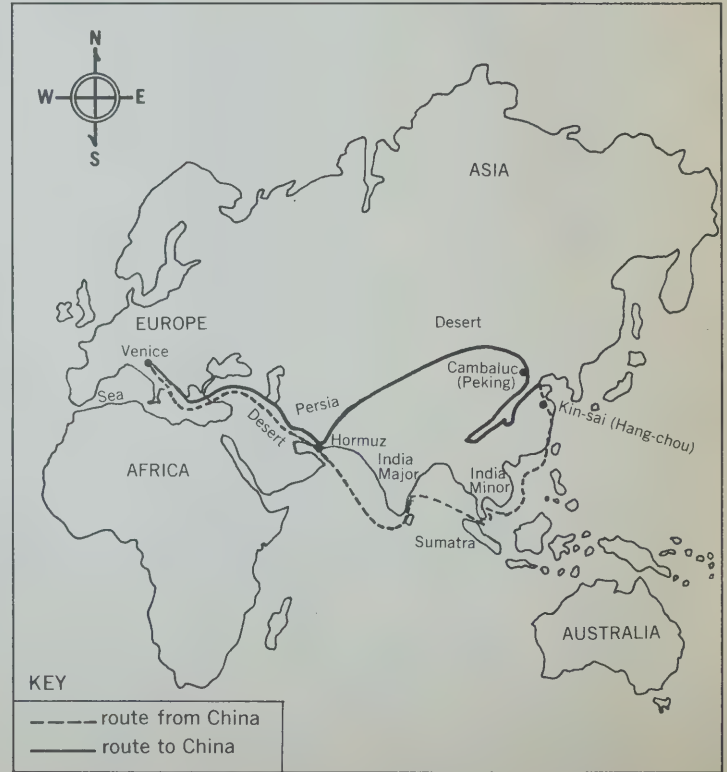 N
W E
S
ASIA
EUROPE
Desert
Venice
Cambaluc
(Peking)
Sea
Persia
Kin-sai (Hang-chou)
Desert
Hormuz
AFRICA
India
Major
India
Minor
Sumatra
AUSTRALIA
KEY
route from China
route to China